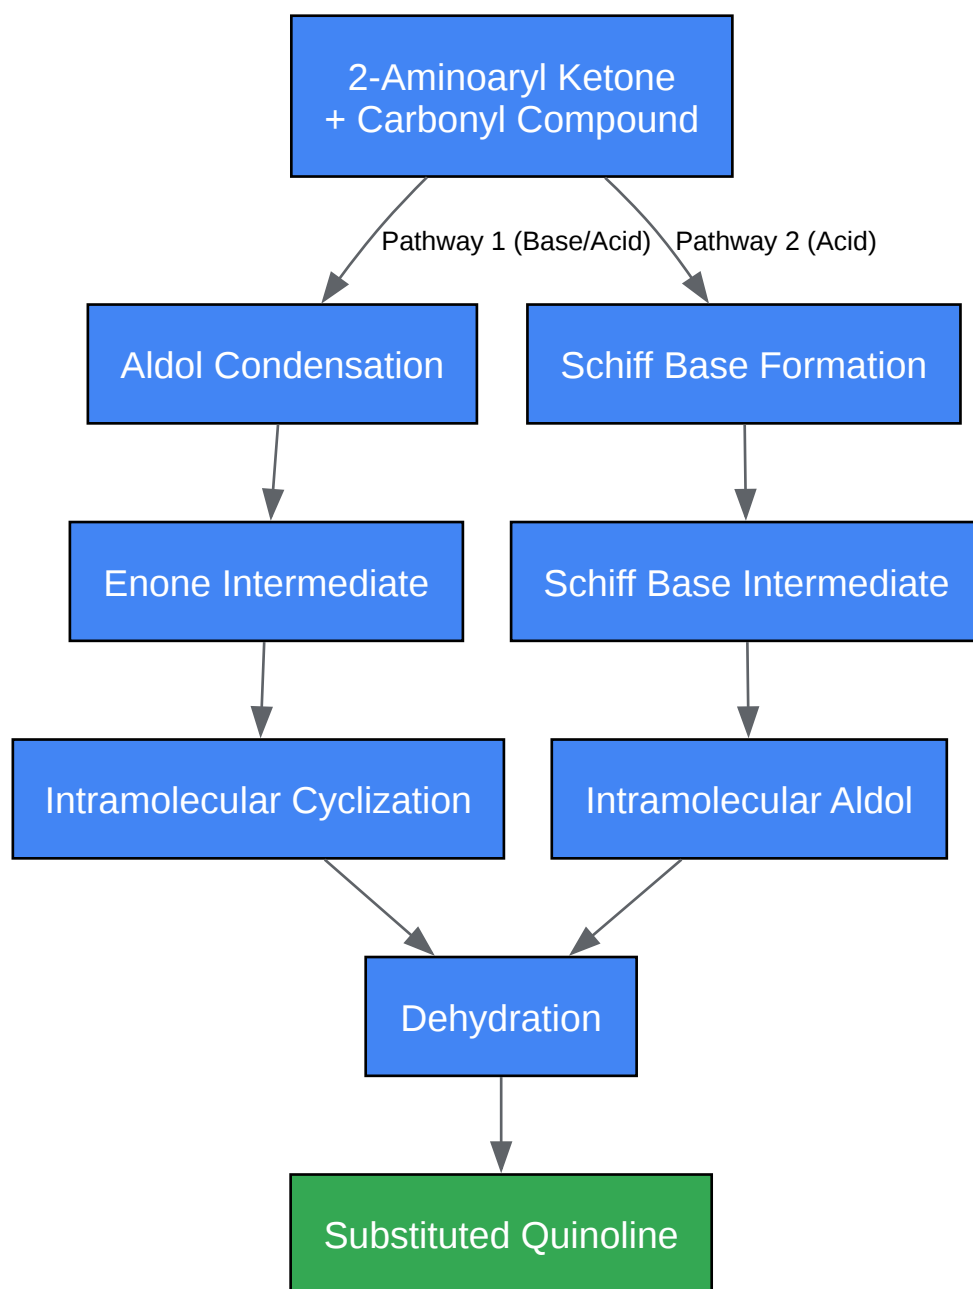 2-Aminoaryl Ketone
+ Carbonyl Compound
Pathway 1 (Base/Acid)
Pathway 2 (Acid)
Aldol Condensation
Schiff Base Formation
Enone Intermediate
Schiff Base Intermediate
Intramolecular Cyclization
Intramolecular Aldol
Dehydration
Substituted Quinoline